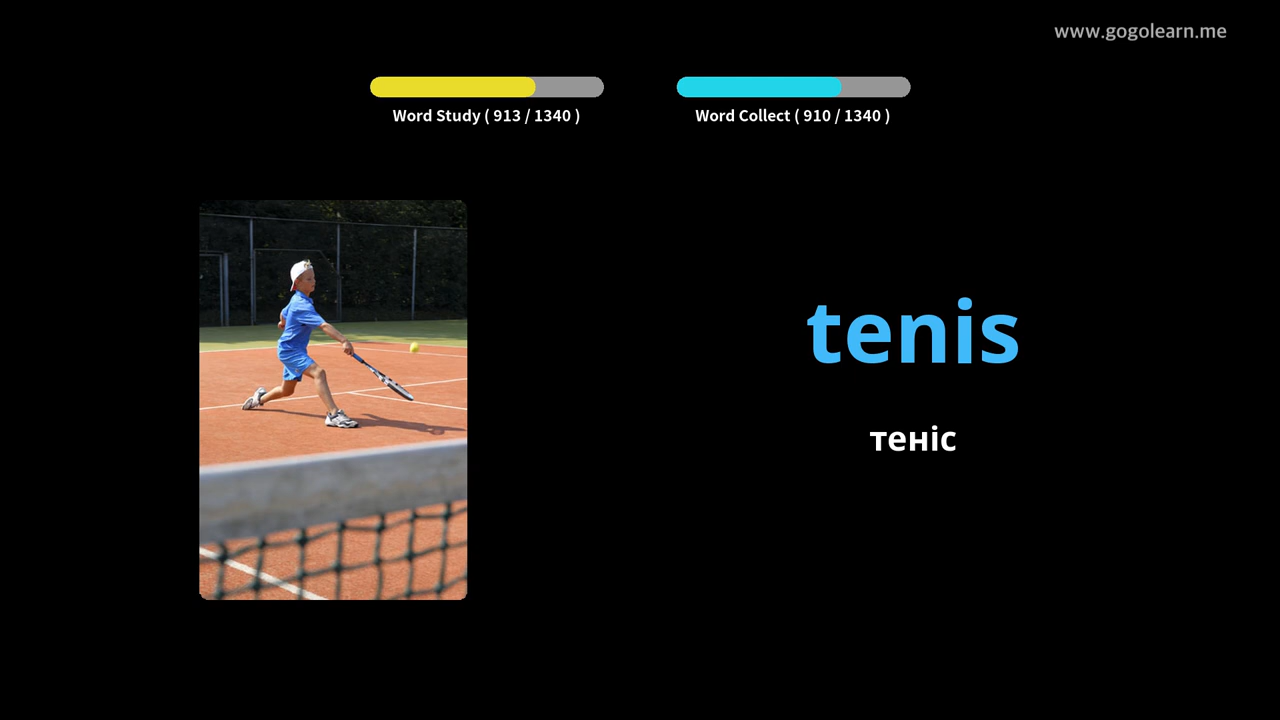 www.gogolearn.me
Word Study ( 913 / 1340 )
Word Collect ( 910 / 1340 )
tenis
теніс